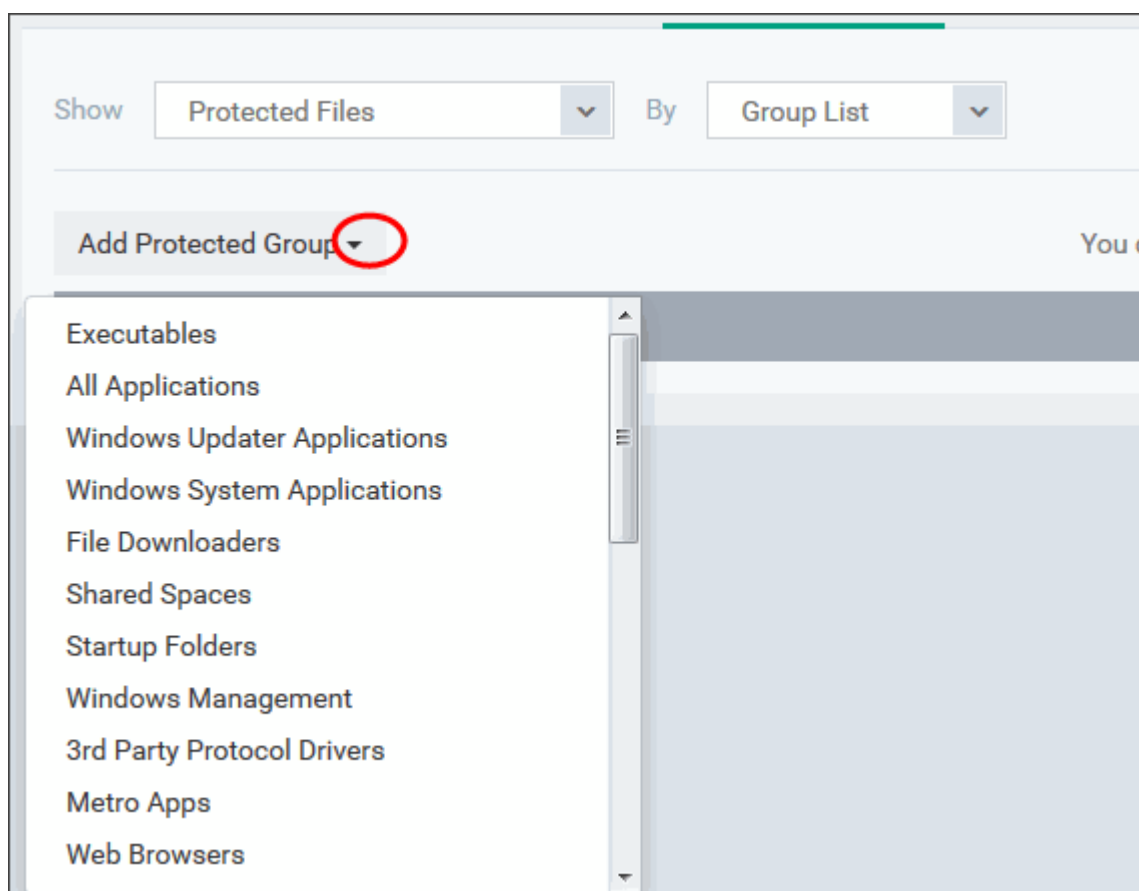 Show Protected Files By Group List
Add Protected Group
You
Executables
All Applications
Windows Updater Applications
Windows System Applications
File Downloaders
Shared Spaces
Startup Folders
Windows Management
3rd Party Protocol Drivers
Metro Apps
Web Browsers